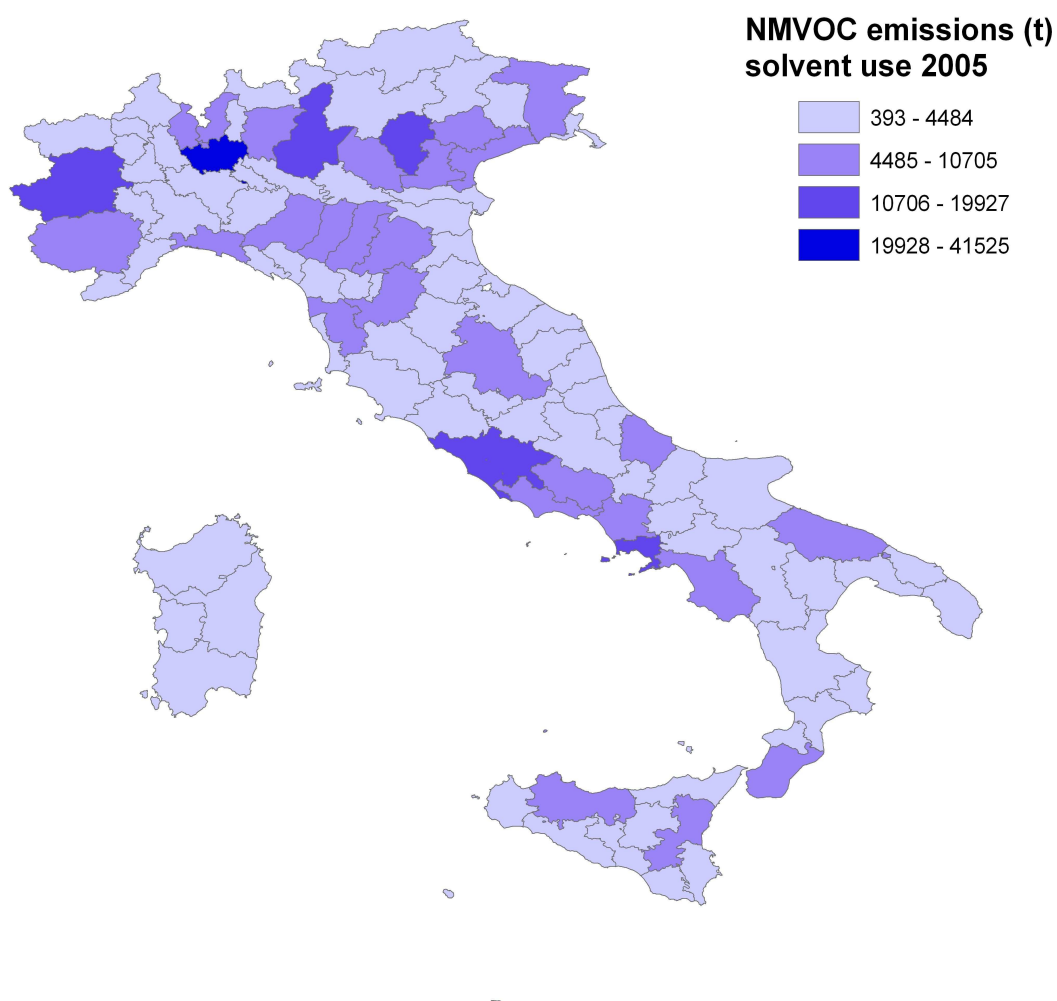 NMVOC emissions (t)
solvent use 2005
393 - 4484
4485 - 10705
10706 - 19927
19928 - 41525